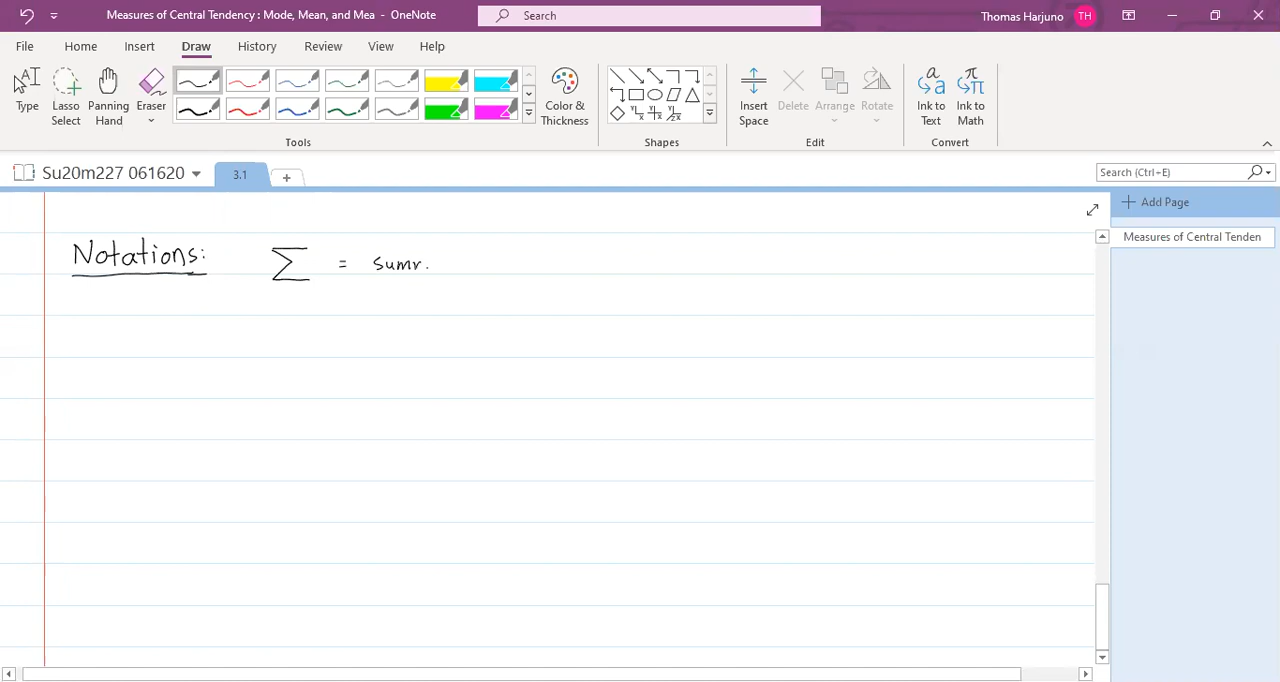 Measures of Central Tendency : Mode, Mean, and Mea - OneNote
Search
Thomas Harjuno TH
File Home Insert Draw History Review View Help
Type
Lasso Select
Panning Hand
Eraser
Color & Thickness
Insert Space
Delete
Arrange
Rotate
Ink to Text
Ink to Math
Tools
Shapes
Edit
Convert
Su20m227 061620
3.1
Search (Ctrl+E)
Add Page
Measures of Central Tenden
Notations: Σ = sumr.